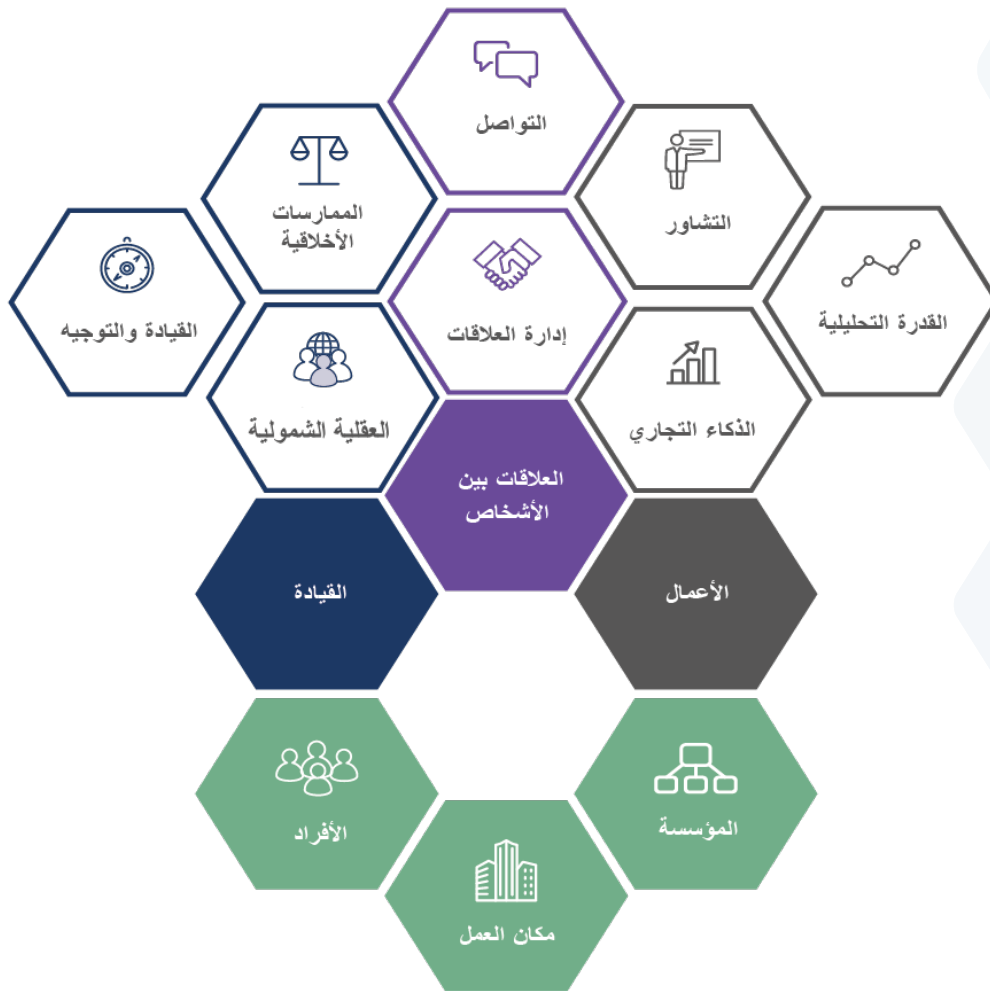 التواصل
الممارسات
الأخلاقية
التشاور
القيادة والتوجيه
إدارة العلاقات
القدرة التحليلية
العقلية الشمولية
الذكاء التجاري
العلاقات بين
الأشخاص
القيادة
الأعمال
الأفراد
المؤسسة
مكان العمل